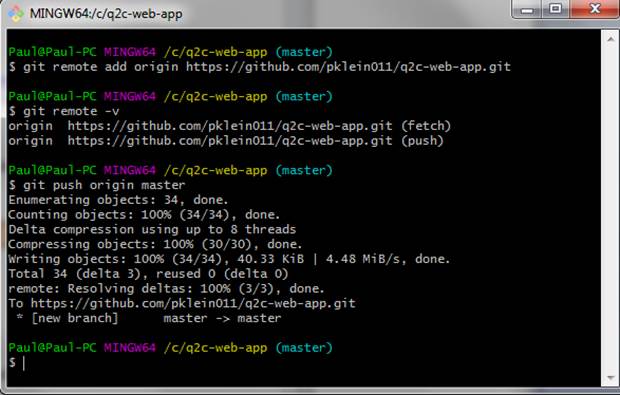 MINGW64:/c/q2c-web-app
Paul@Paul-PC MINGW64 /c/q2c-web-app (master)
$ git remote add origin https://github.com/pklein011/q2c-web-app.git
Paul@Paul-PC MINGW64 /c/q2c-web-app (master)
$ git remote -v
origin  https://github.com/pklein011/q2c-web-app.git (fetch)
origin  https://github.com/pklein011/q2c-web-app.git (push)
Paul@Paul-PC MINGW64 /c/q2c-web-app (master)
$ git push origin master
Enumerating objects: 34, done.
Counting objects: 100% (34/34), done.
Delta compression using up to 8 threads
Compressing objects: 100% (30/30), done.
Writing objects: 100% (34/34), 40.33 KiB | 4.48 MiB/s, done.
Total 34 (delta 3), reused 0 (delta 0)
remote: Resolving deltas: 100% (3/3), done.
To https://github.com/pklein011/q2c-web-app.git
 * [new branch]      master -> master
Paul@Paul-PC MINGW64 /c/q2c-web-app (master)
$